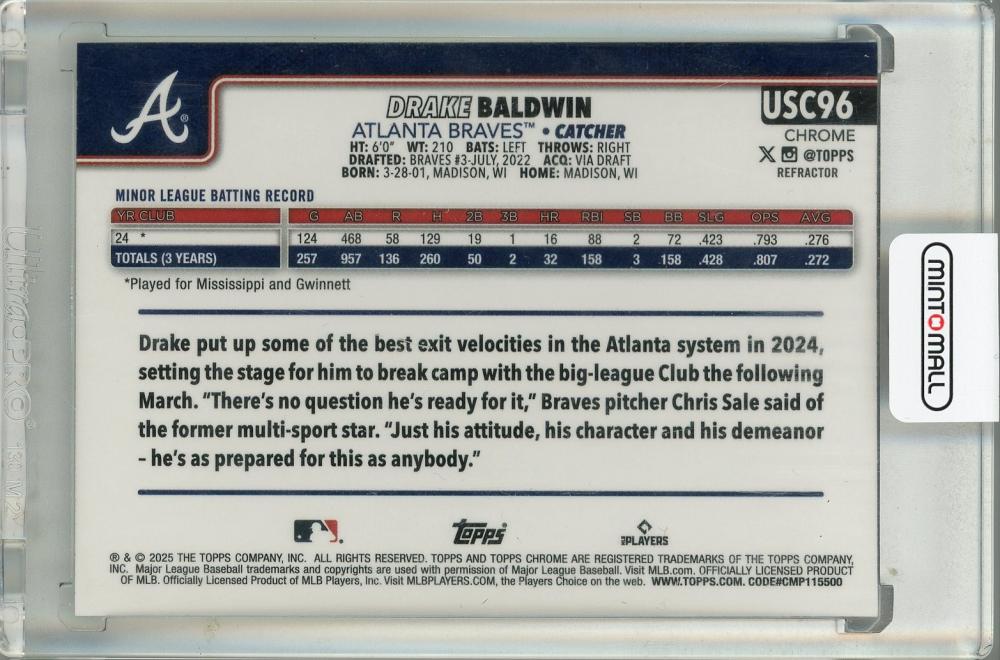 A®
DRAKE BALDWIN
USC96
ATLANTA BRAVES™ • CATCHER
CHROME
HT: 6'0" WT: 210 BATS: LEFT THROWS: RIGHT
X @TOPPS
DRAFTED: BRAVES #3-JULY, 2022 ACQ: VIA DRAFT
REFRACTOR
BORN: 3-28-01, MADISON, WI HOME: MADISON, WI
MINOR LEAGUE BATTING RECORD
YR CLUB G AB R H 2B 3B HR RBI SB BB SLG OPS AVG
24 * 124 468 58 129 19 1 16 88 2 72 .423 .793 .276
TOTALS (3 YEARS) 257 957 136 260 50 2 32 158 3 158 .428 .807 .272
*Played for Mississippi and Gwinnett
Drake put up some of the best exit velocities in the Atlanta system in 2024,
setting the stage for him to break camp with the big-league Club the following
March. “There’s no question he’s ready for it,” Braves pitcher Chris Sale said of
the former multi-sport star. “Just his attitude, his character and his demeanor
– he’s as prepared for this as anybody.”
Topps
PLAYERS
® & © 2025 THE TOPPS COMPANY, INC. ALL RIGHTS RESERVED. TOPPS AND TOPPS CHROME ARE REGISTERED TRADEMARKS OF THE TOPPS COMPANY,
INC. Major League Baseball trademarks and copyrights are used with permission of Major League Baseball. Visit MLB.com. OFFICIALLY LICENSED PRODUCT
OF MLB. Officially Licensed Product of MLB Players, Inc. Visit MLBPLAYERS.COM, the Players Choice on the web. WWW.TOPPS.COM. CODE#CMP115500
MINT MALL
Ultra•PRO®